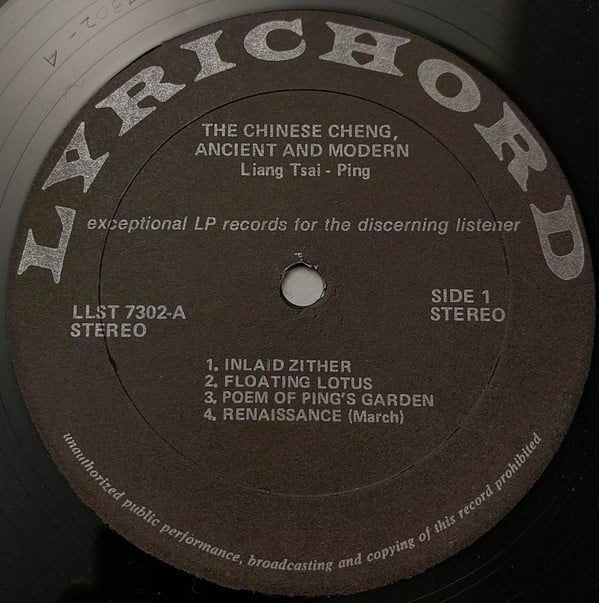 7302 - A
LYRICHORD
THE CHINESE CHENG,
ANCIENT AND MODERN
Liang Tsai - Ping
exceptional LP records for the discerning listener
LLST 7302-A
STEREO
SIDE 1
STEREO
1. INLAID ZITHER
2. FLOATING LOTUS
3. POEM OF PING'S GARDEN
4. RENAISSANCE (March)
unauthorized public performance, broadcasting and copying of this record prohibited